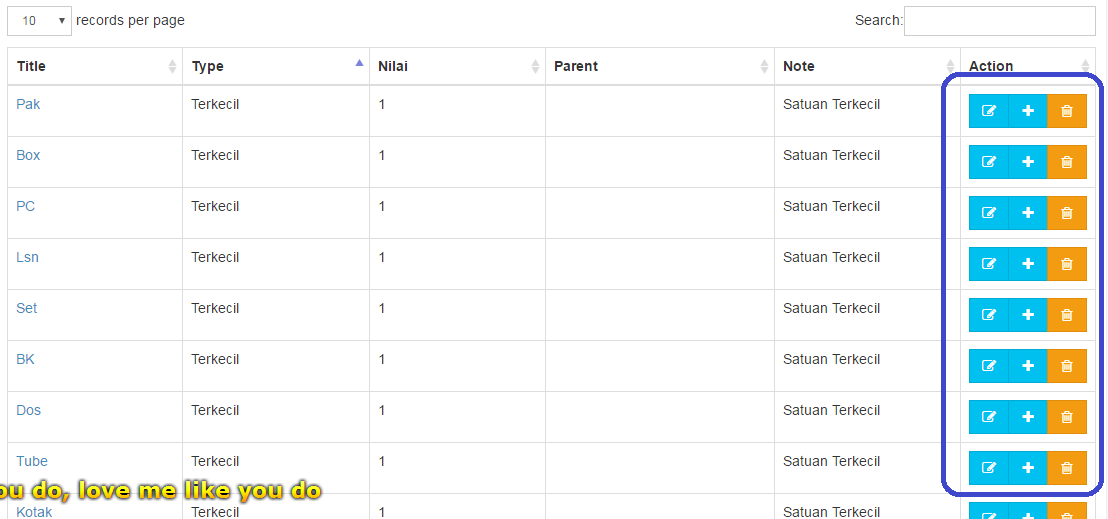 10 records per page Search:
Title Type Nilai Parent Note Action
Pak Terkecil 1 Satuan Terkecil
Box Terkecil 1 Satuan Terkecil
PC Terkecil 1 Satuan Terkecil
Lsn Terkecil 1 Satuan Terkecil
Set Terkecil 1 Satuan Terkecil
BK Terkecil 1 Satuan Terkecil
Dos Terkecil 1 Satuan Terkecil
Tube Terkecil 1 Satuan Terkecil
ou do, love me like you do
Kotak Terkecil 1 Satuan Terkecil